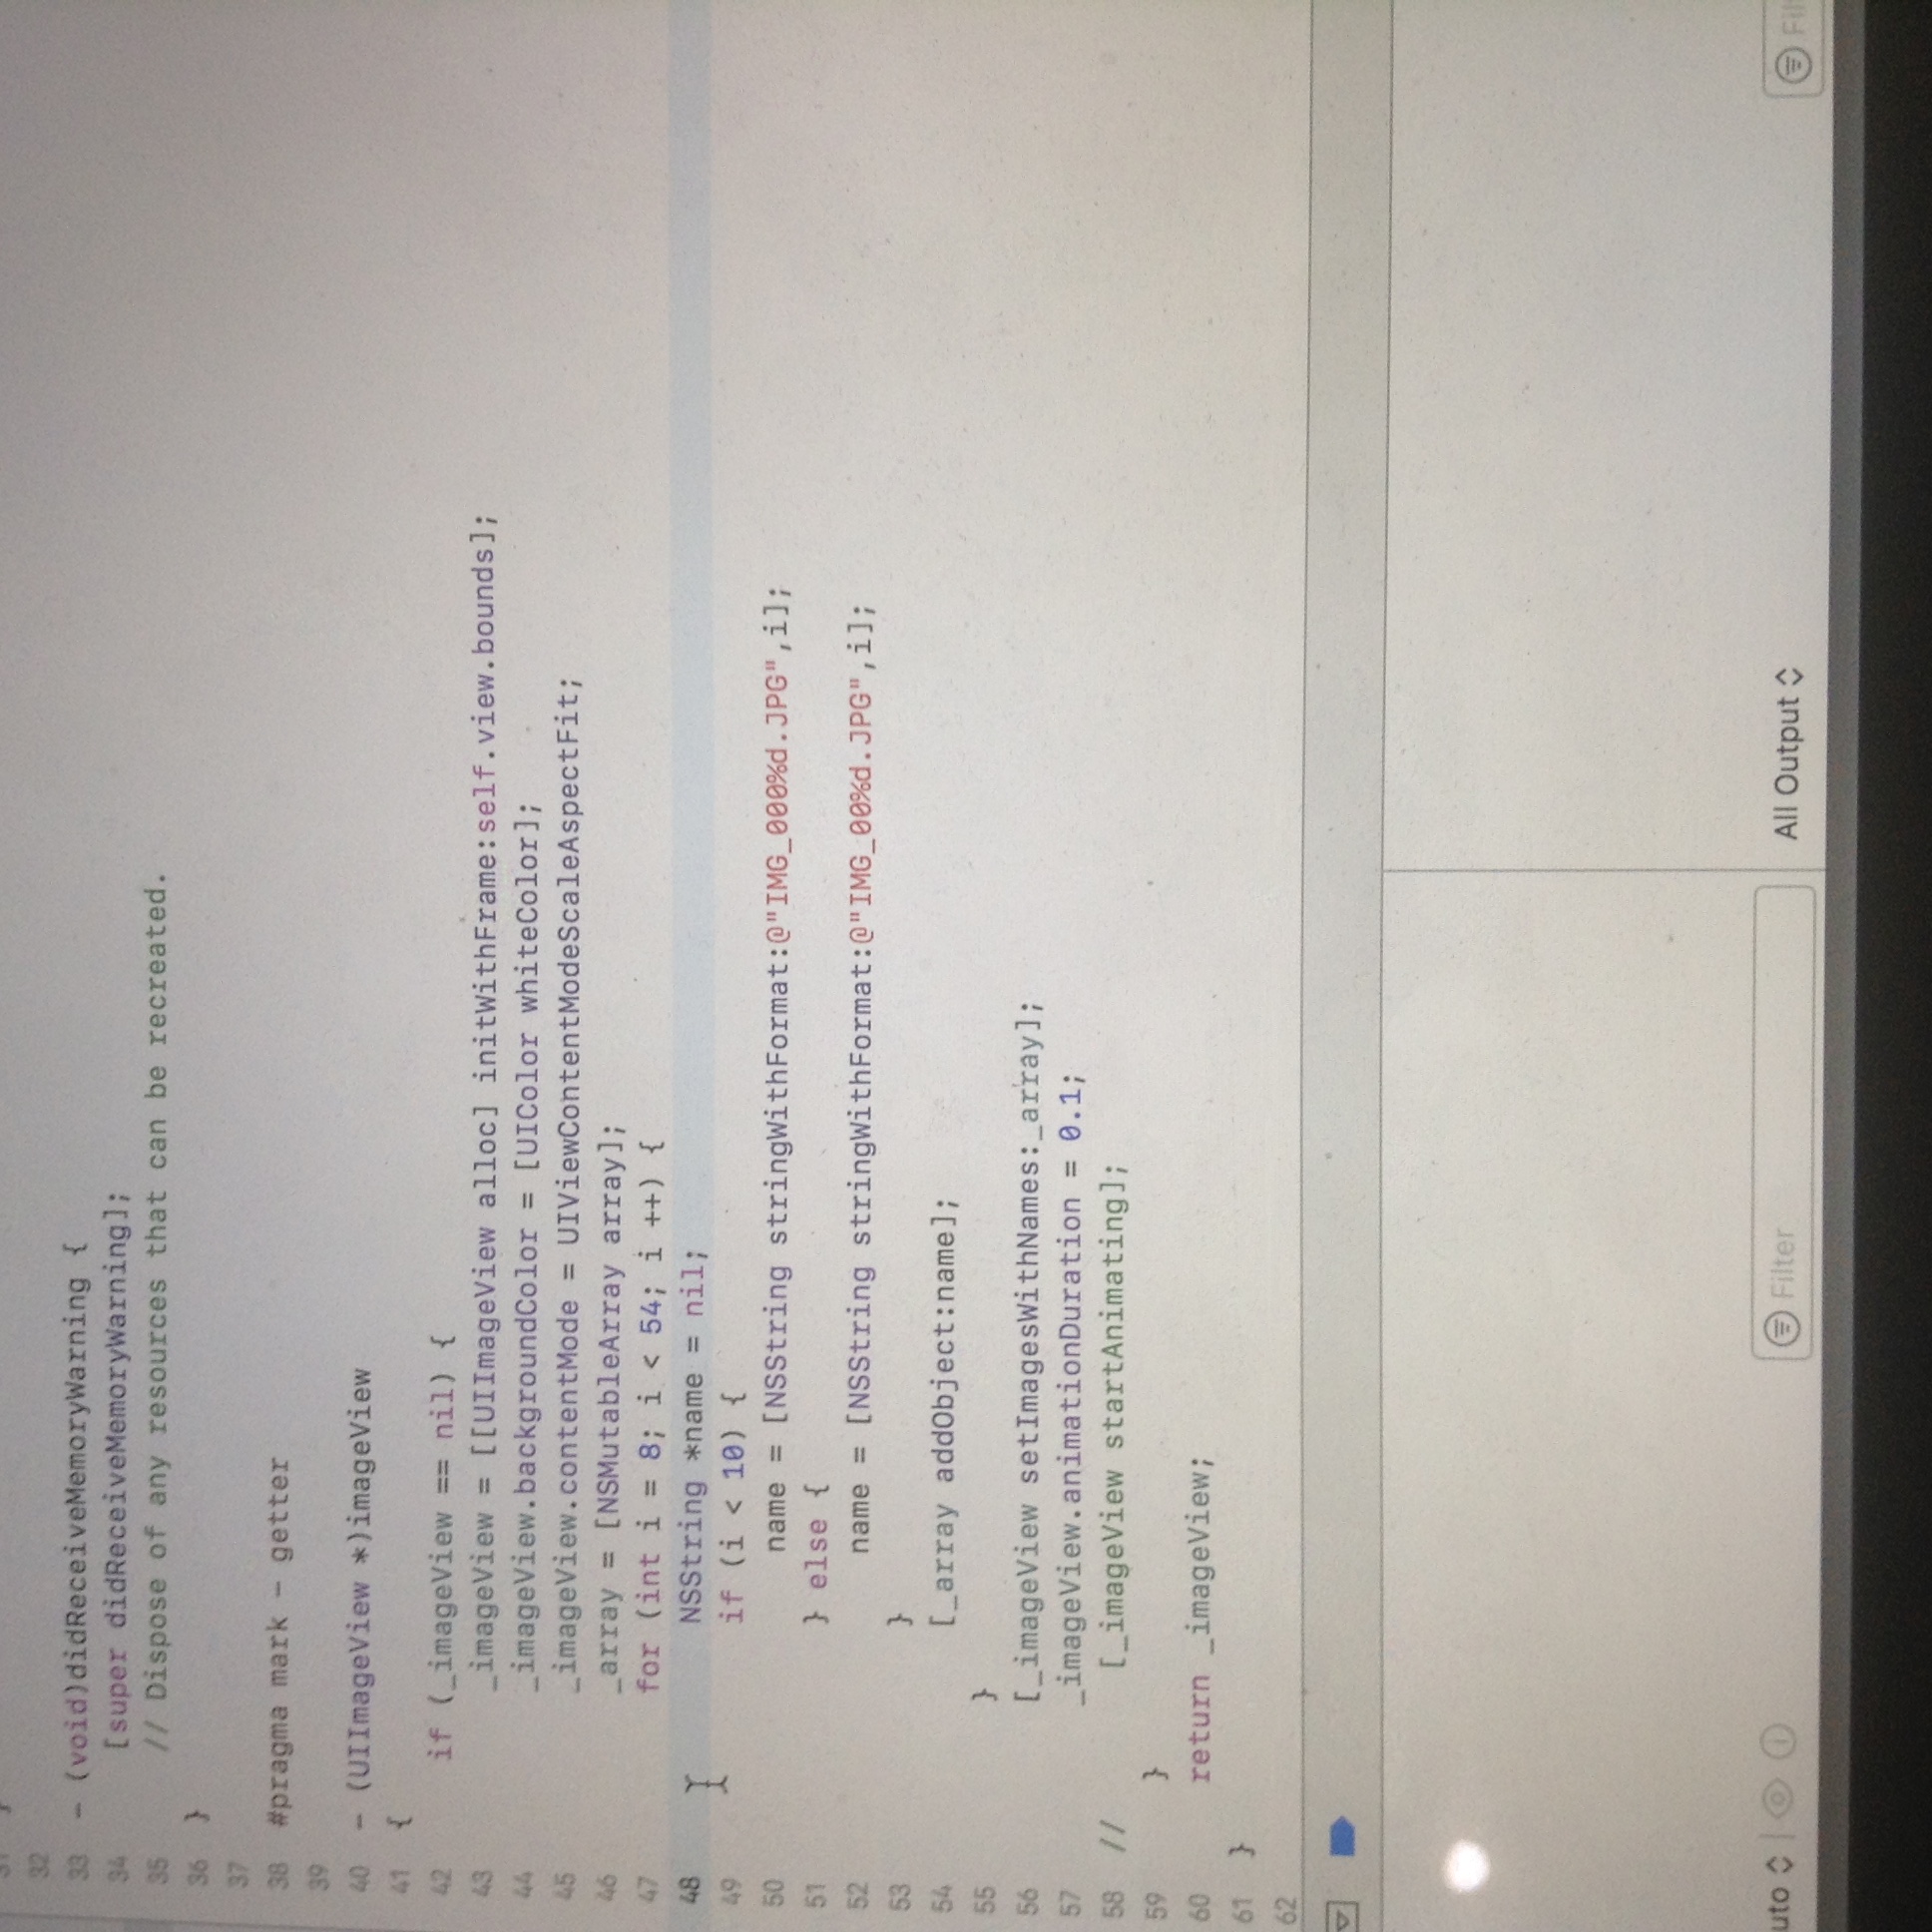 31 }
32
33 - (void)didReceiveMemoryWarning {
34 [super didReceiveMemoryWarning];
35 // Dispose of any resources that can be recreated.
36 }
37
38 #pragma mark - getter
39
40 - (UIImageView *)imageView
41 {
42 if (_imageView == nil) {
43 _imageView = [[UIImageView alloc] initWithFrame:self.view.bounds];
44 _imageView.backgroundColor = [UIColor whiteColor];
45 _imageView.contentMode = UIViewContentModeScaleAspectFit;
46 _array = [NSMutableArray array];
47 for (int i = 8; i < 54; i ++) {
48 NSString *name = nil;
49 if (i < 10) {
50 name = [NSString stringWithFormat:@"IMG_000%d.JPG",i];
51 } else {
52 name = [NSString stringWithFormat:@"IMG_00%d.JPG",i];
53 }
54 [_array addObject:name];
55 }
56 [_imageView setImagesWithNames:_array];
57 _imageView.animationDuration = 0.1;
58 // [_imageView startAnimating];
59 }
60 return _imageView;
61 }
62
uto Filter All Output Fil